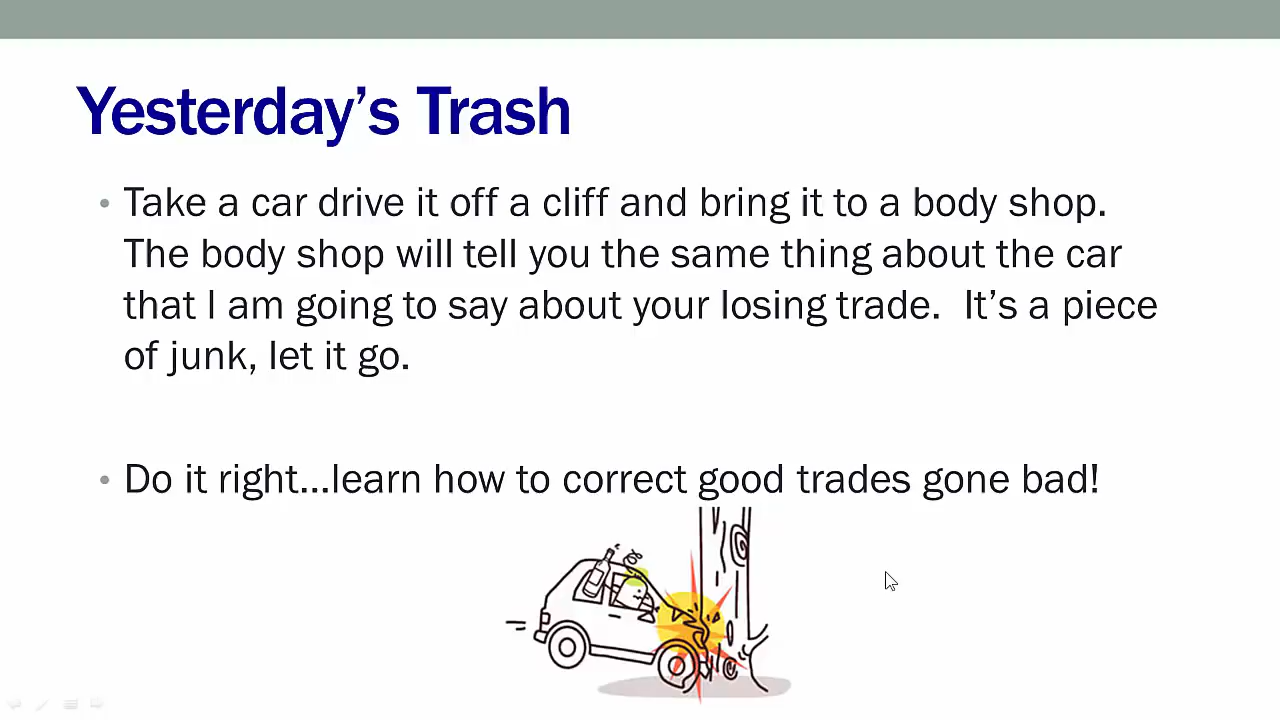 Yesterday’s Trash
• Take a car drive it off a cliff and bring it to a body shop.
The body shop will tell you the same thing about the car
that I am going to say about your losing trade.  It’s a piece
of junk, let it go.
• Do it right...learn how to correct good trades gone bad!